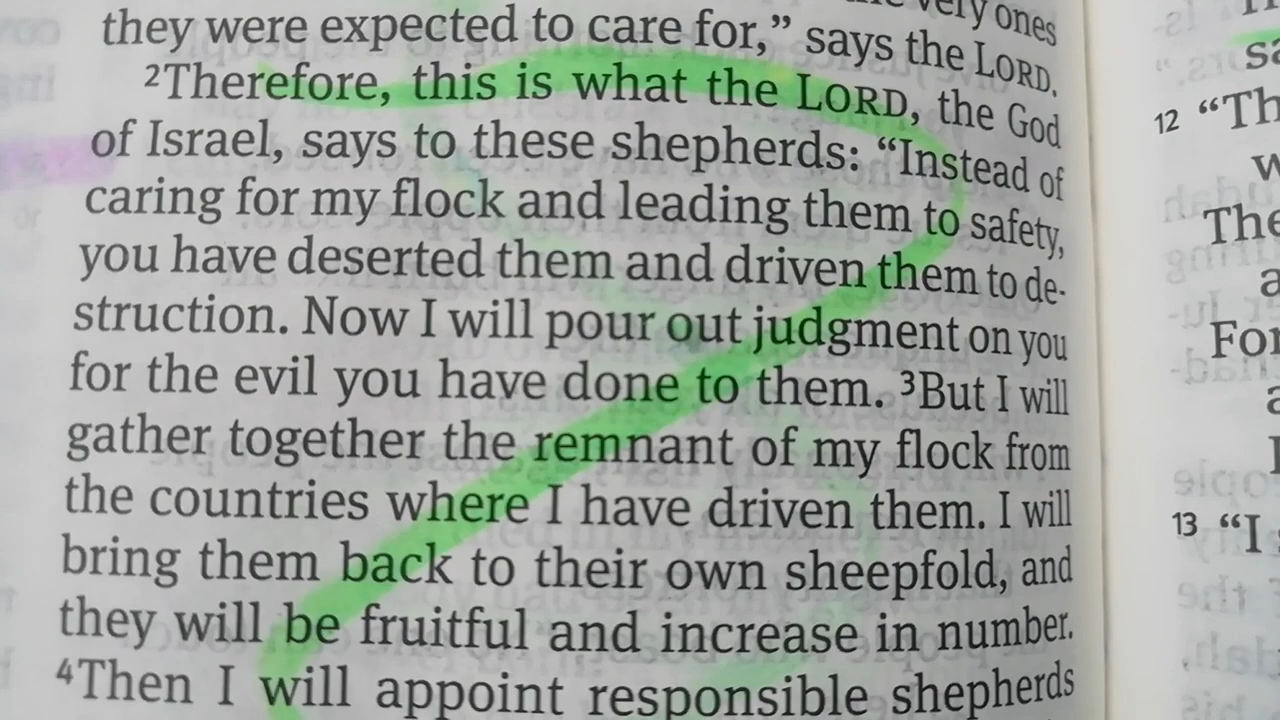 very ones
they were expected to care for,” says the LORD.
²Therefore, this is what the LORD, the God
of Israel, says to these shepherds: “Instead of
caring for my flock and leading them to safety,
you have deserted them and driven them to de-
struction. Now I will pour out judgment on you
for the evil you have done to them. ³But I will
gather together the remnant of my flock from
the countries where I have driven them. I will
bring them back to their own sheepfold, and
they will be fruitful and increase in number.
⁴Then I will appoint responsible shepherds
12 “Th
The
For
13 “I